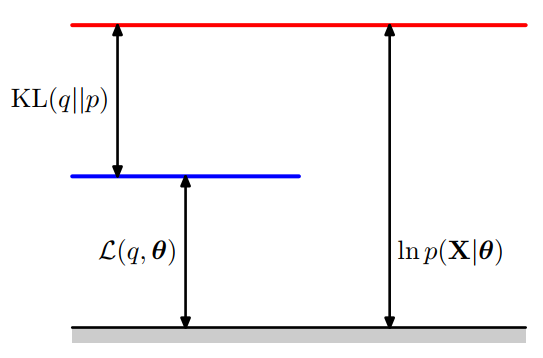 KL(q||p)
ℒ(q, θ)
ln p(X|θ)